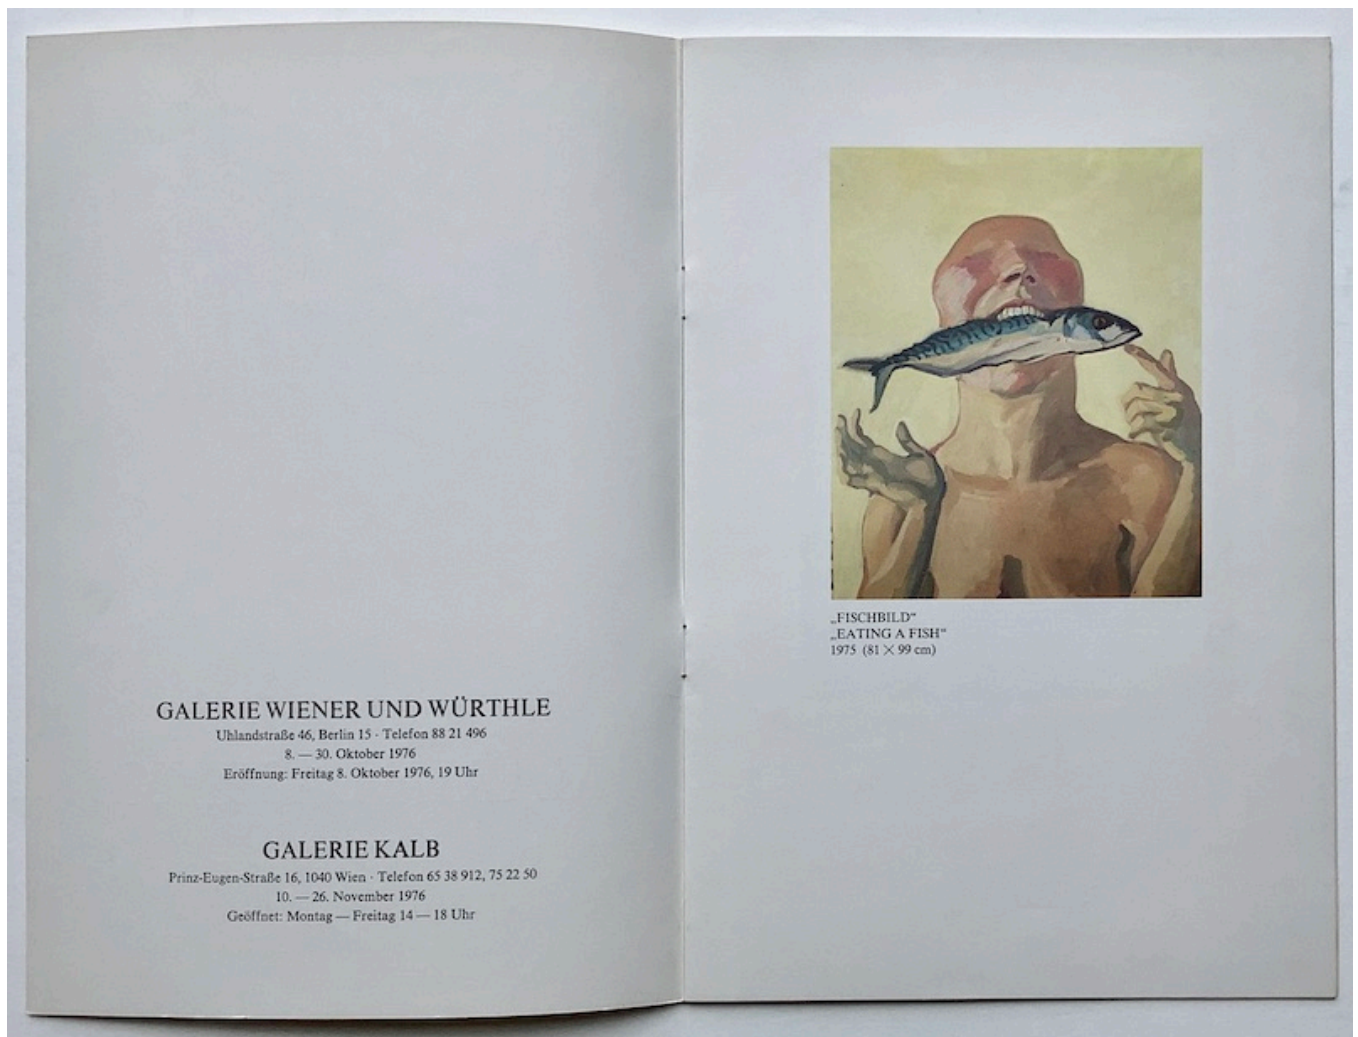 GALERIE WIENER UND WÜRTHLE
Uhlandstraße 46, Berlin 15 · Telefon 88 21 496
8. — 30. Oktober 1976
Eröffnung: Freitag 8. Oktober 1976, 19 Uhr
GALERIE KALB
Prinz-Eugen-Straße 16, 1040 Wien · Telefon 65 38 912, 75 22 50
10. — 26. November 1976
Geöffnet: Montag — Freitag 14 — 18 Uhr
„FISCHBILD“
„EATING A FISH“
1975 (81 × 99 cm)